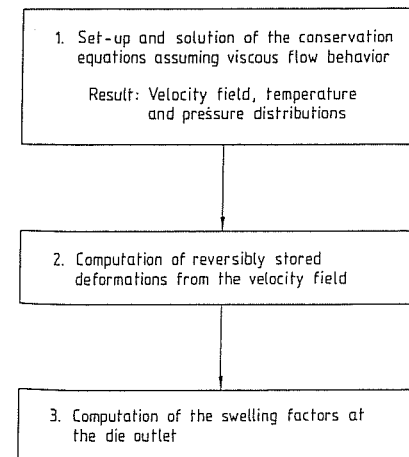 1. Set-up and solution of the conservation
equations assuming viscous flow behavior
Result: Velocity field, temperature
and pressure distributions
2. Computation of reversibly stored
deformations from the velocity field
3. Computation of the swelling factors at
the die outlet